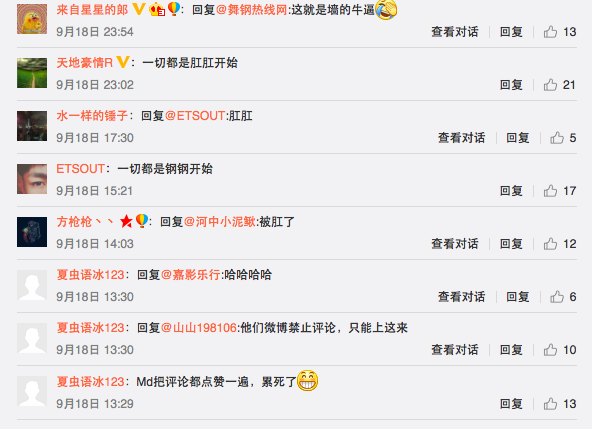 来自星星的郞：回复@舞钢热线网:这就是墙的牛逼
9月18日 23:54 查看对话 回复 13
天地豪情R：一切都是肛肛开始
9月18日 23:02 回复 21
水一样的锤子：回复@ETSOUT:肛肛
9月18日 17:30 查看对话 回复 5
ETSOUT：一切都是钢钢开始
9月18日 15:21 回复 17
方枪枪丶丶：回复@河中小泥鳅:被肛了
9月18日 14:03 查看对话 回复 12
夏虫语冰123：回复@嘉影乐行:哈哈哈哈
9月18日 13:30 查看对话 回复 6
夏虫语冰123：回复@山山198106:他们微博禁止评论，只能上这来
9月18日 13:30 查看对话 回复 10
夏虫语冰123：Md把评论都点赞一遍，累死了
9月18日 13:29 回复 13